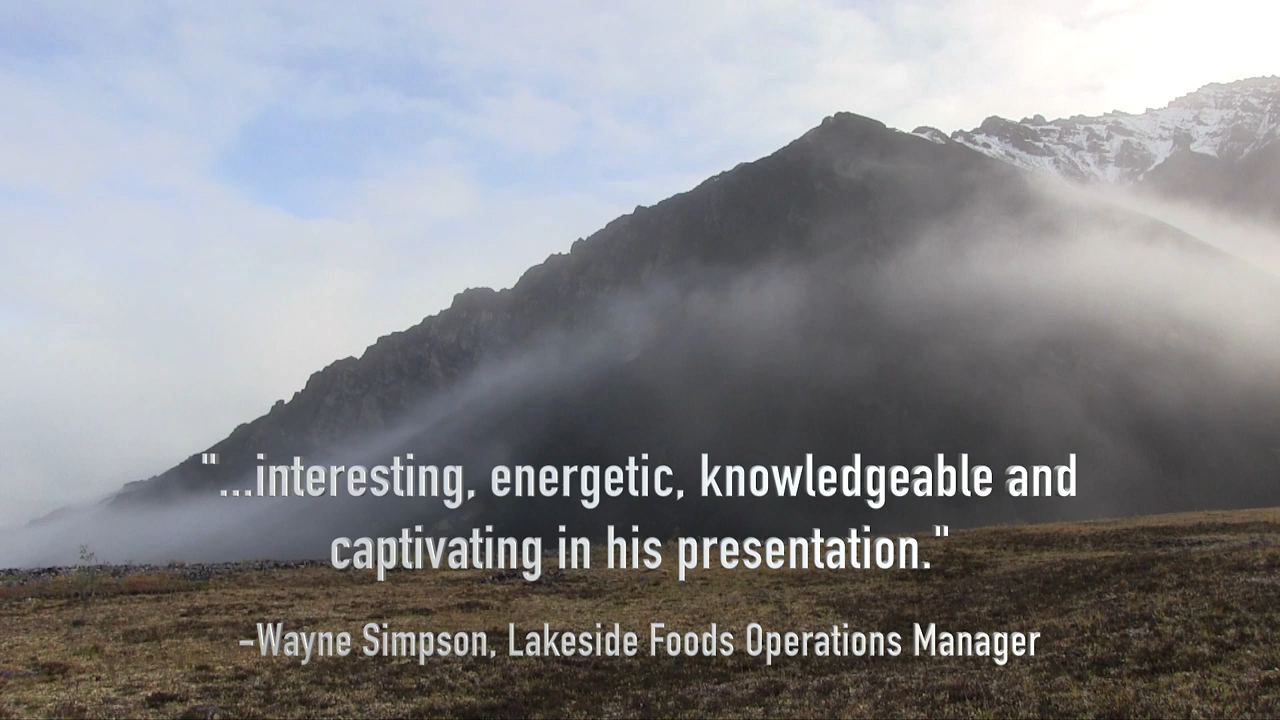 "...interesting, energetic, knowledgeable and
captivating in his presentation."
-Wayne Simpson, Lakeside Foods Operations Manager